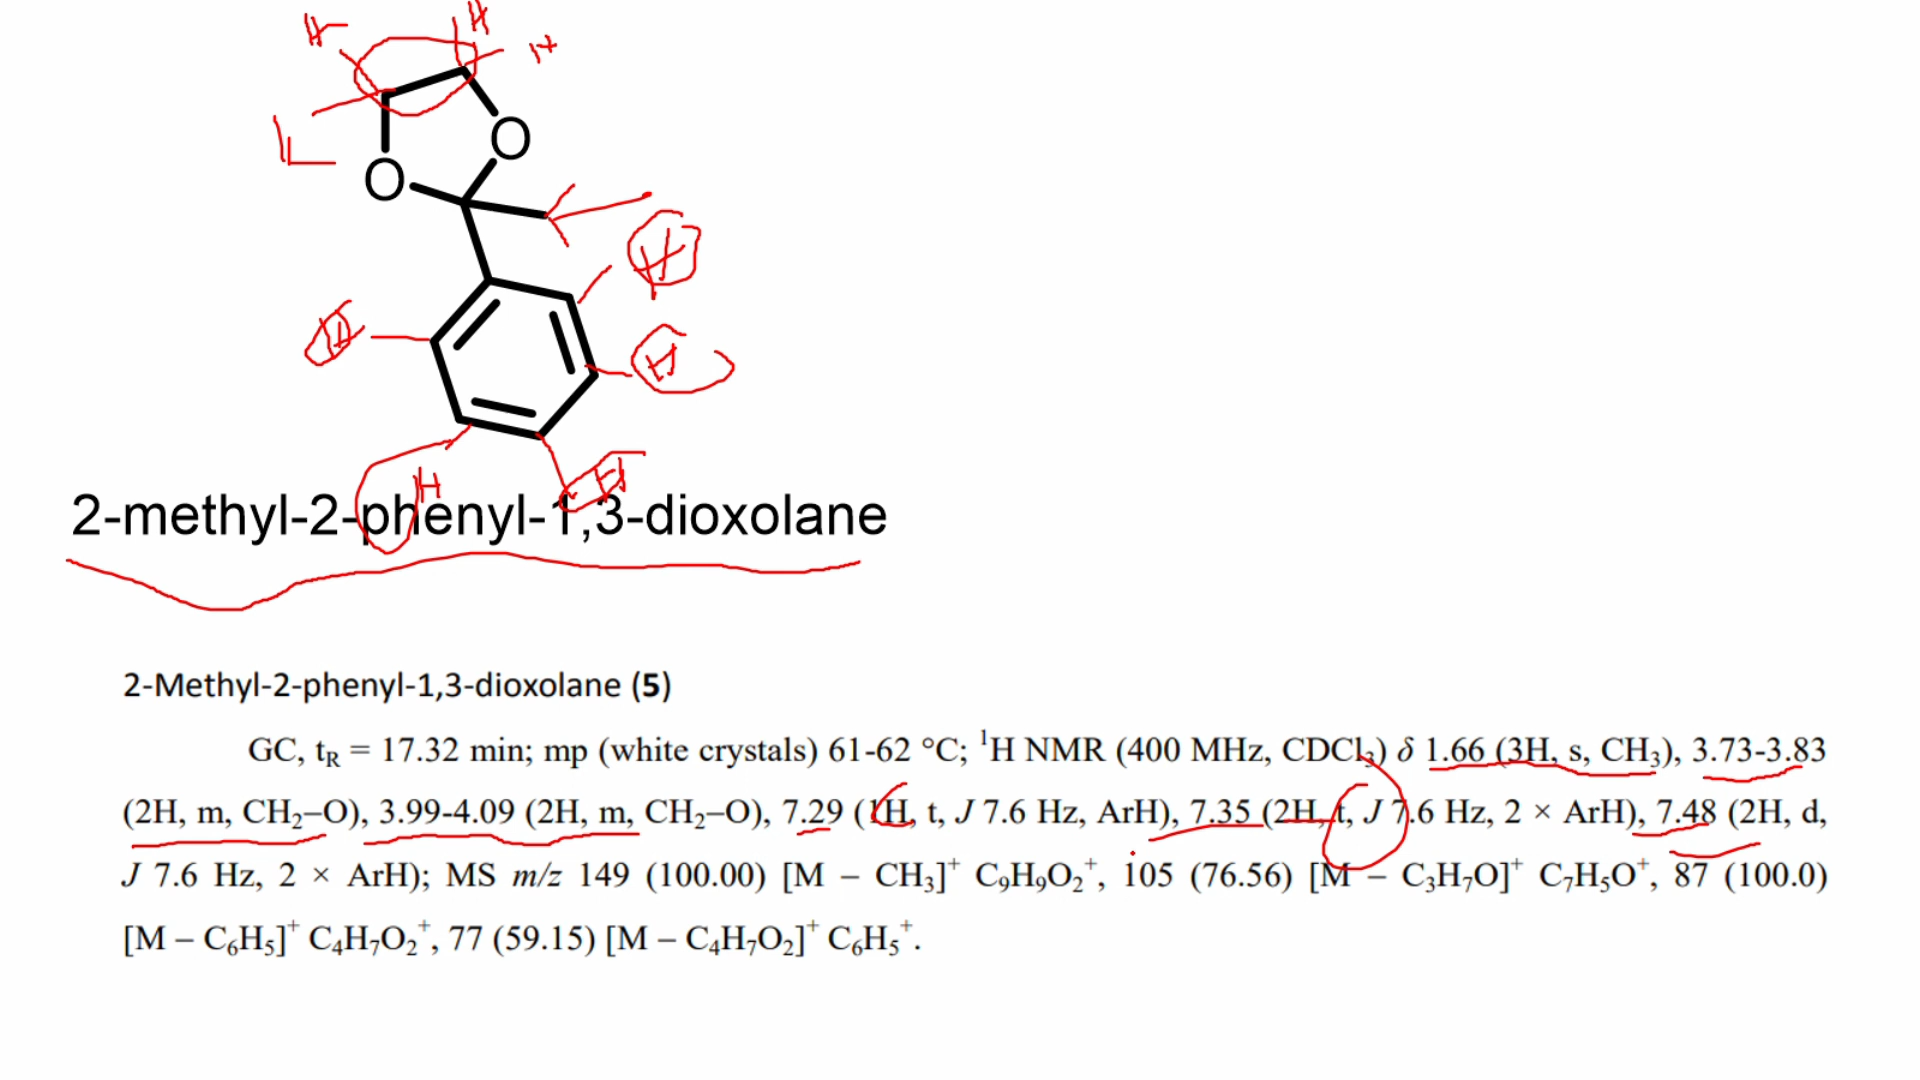 H
H
H
O
O
H
H
H
H
H
2-methyl-2-phenyl-1,3-dioxolane
2-Methyl-2-phenyl-1,3-dioxolane (5)
GC, tR = 17.32 min; mp (white crystals) 61-62 °C; ¹H NMR (400 MHz, CDCl₃) δ 1.66 (3H, s, CH₃), 3.73-3.83
(2H, m, CH₂–O), 3.99-4.09 (2H, m, CH₂–O), 7.29 (1H, t, J 7.6 Hz, ArH), 7.35 (2H, t, J 7.6 Hz, 2 × ArH), 7.48 (2H, d,
J 7.6 Hz, 2 × ArH); MS m/z 149 (100.00) [M – CH₃]⁺ C₉H₉O₂⁺, 105 (76.56) [M – C₃H₇O]⁺ C₇H₅O⁺, 87 (100.0)
[M – C₆H₅]⁺ C₄H₇O₂⁺, 77 (59.15) [M – C₄H₇O₂]⁺ C₆H₅⁺.